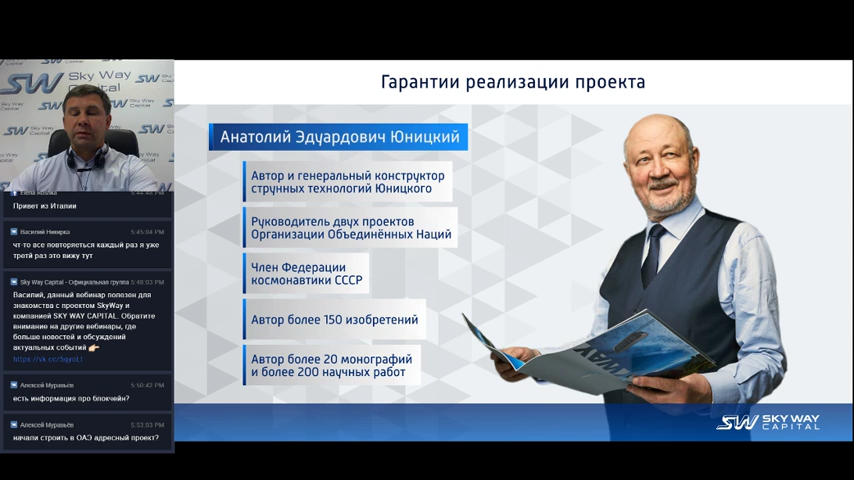 Гарантии реализации проекта
Анатолий Эдуардович Юницкий
Автор и генеральный конструктор
струнных технологий Юницкого
Руководитель двух проектов
Организации Объединённых Наций
Член Федерации
космонавтики СССР
Автор более 150 изобретений
Автор более 20 монографий
и более 200 научных работ
SKY WAY
CAPITAL
Sky Way
Capital
Привет из Италии
Василий Никирка 5:45:04 PM
чт-то все повторяеться каждый раз я уже
третй раз это вижу тут
Sky Way Capital - Официальная группа 5:48:03 PM
Василий, данный вебинар полезен для
знакомства с проектом SkyWay и
компанией SKY WAY CAPITAL. Обратите
внимание на другие вебинары, где
больше новостей и обсуждений
актуальных событий
Алексей Муравьёв 5:50:42 PM
есть информация про блокчейн?
Алексей Муравьёв 5:53:03 PM
начали строить в ОАЭ адресный проект?